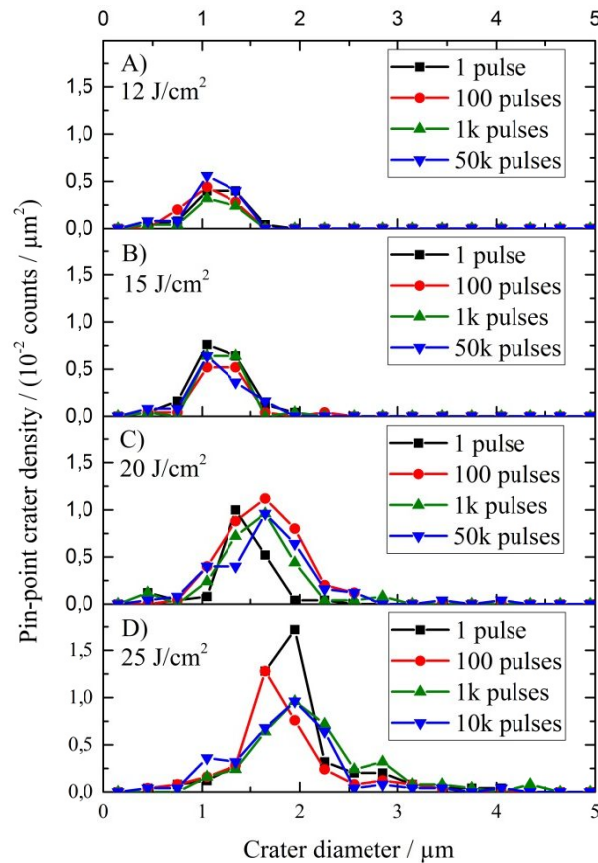 0 1 2 3 4 5
A)
12 J/cm²
1 pulse
100 pulses
1k pulses
50k pulses
1,5
1,0
0,5
0,0
B)
15 J/cm²
1 pulse
100 pulses
1k pulses
50k pulses
1,5
1,0
0,5
0,0
C)
20 J/cm²
1 pulse
100 pulses
1k pulses
50k pulses
1,5
1,0
0,5
0,0
D)
25 J/cm²
1 pulse
100 pulses
1k pulses
10k pulses
1,5
1,0
0,5
0,0
0 1 2 3 4 5
Pin-point crater density / (10⁻² counts / µm²)
Crater diameter / µm